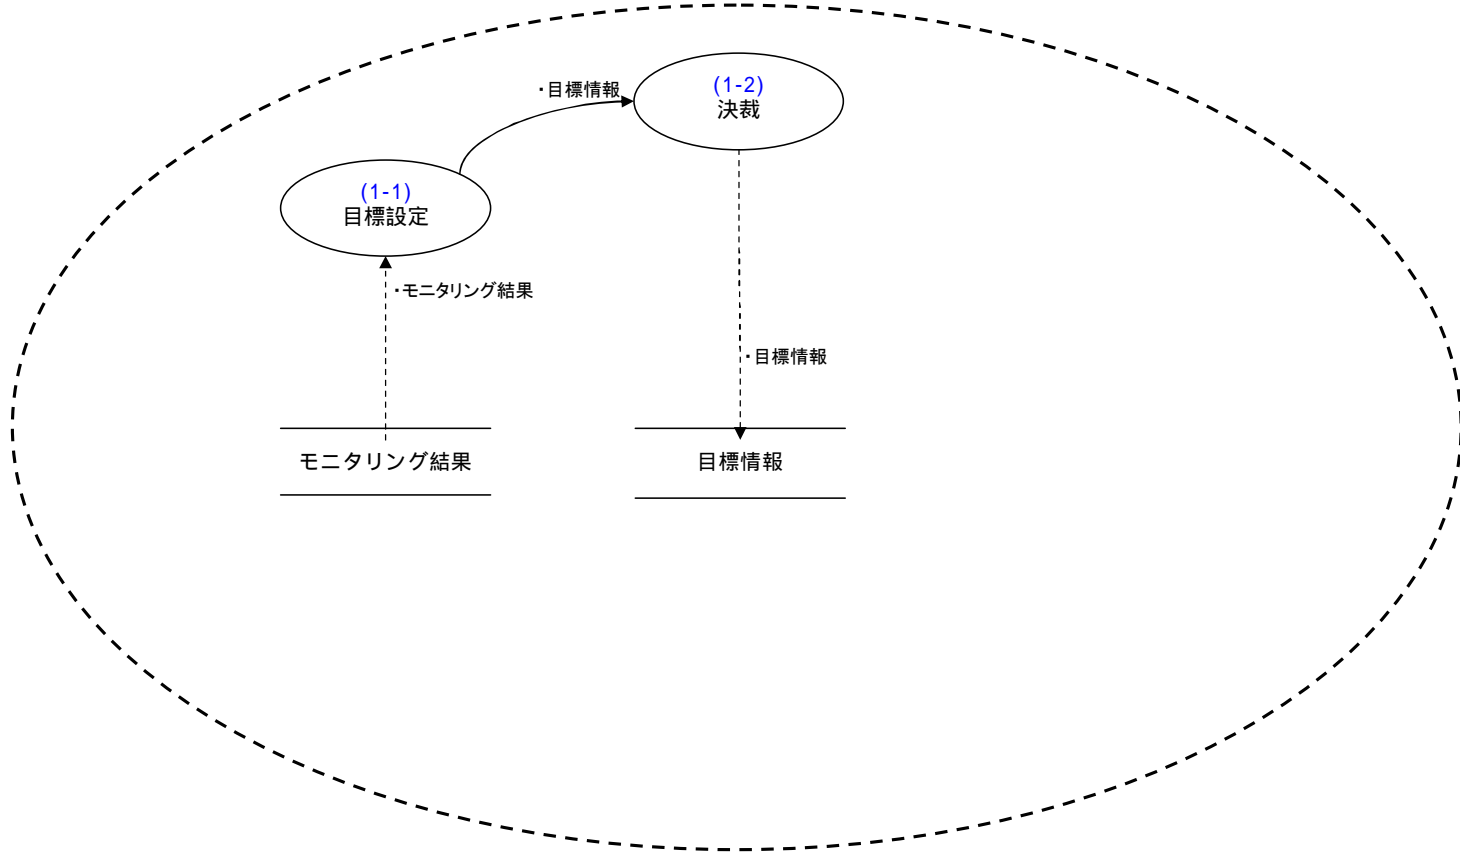 ・目標情報
(1-2)
決裁
(1-1)
目標設定
・モニタリング結果
・目標情報
モニタリング結果
目標情報